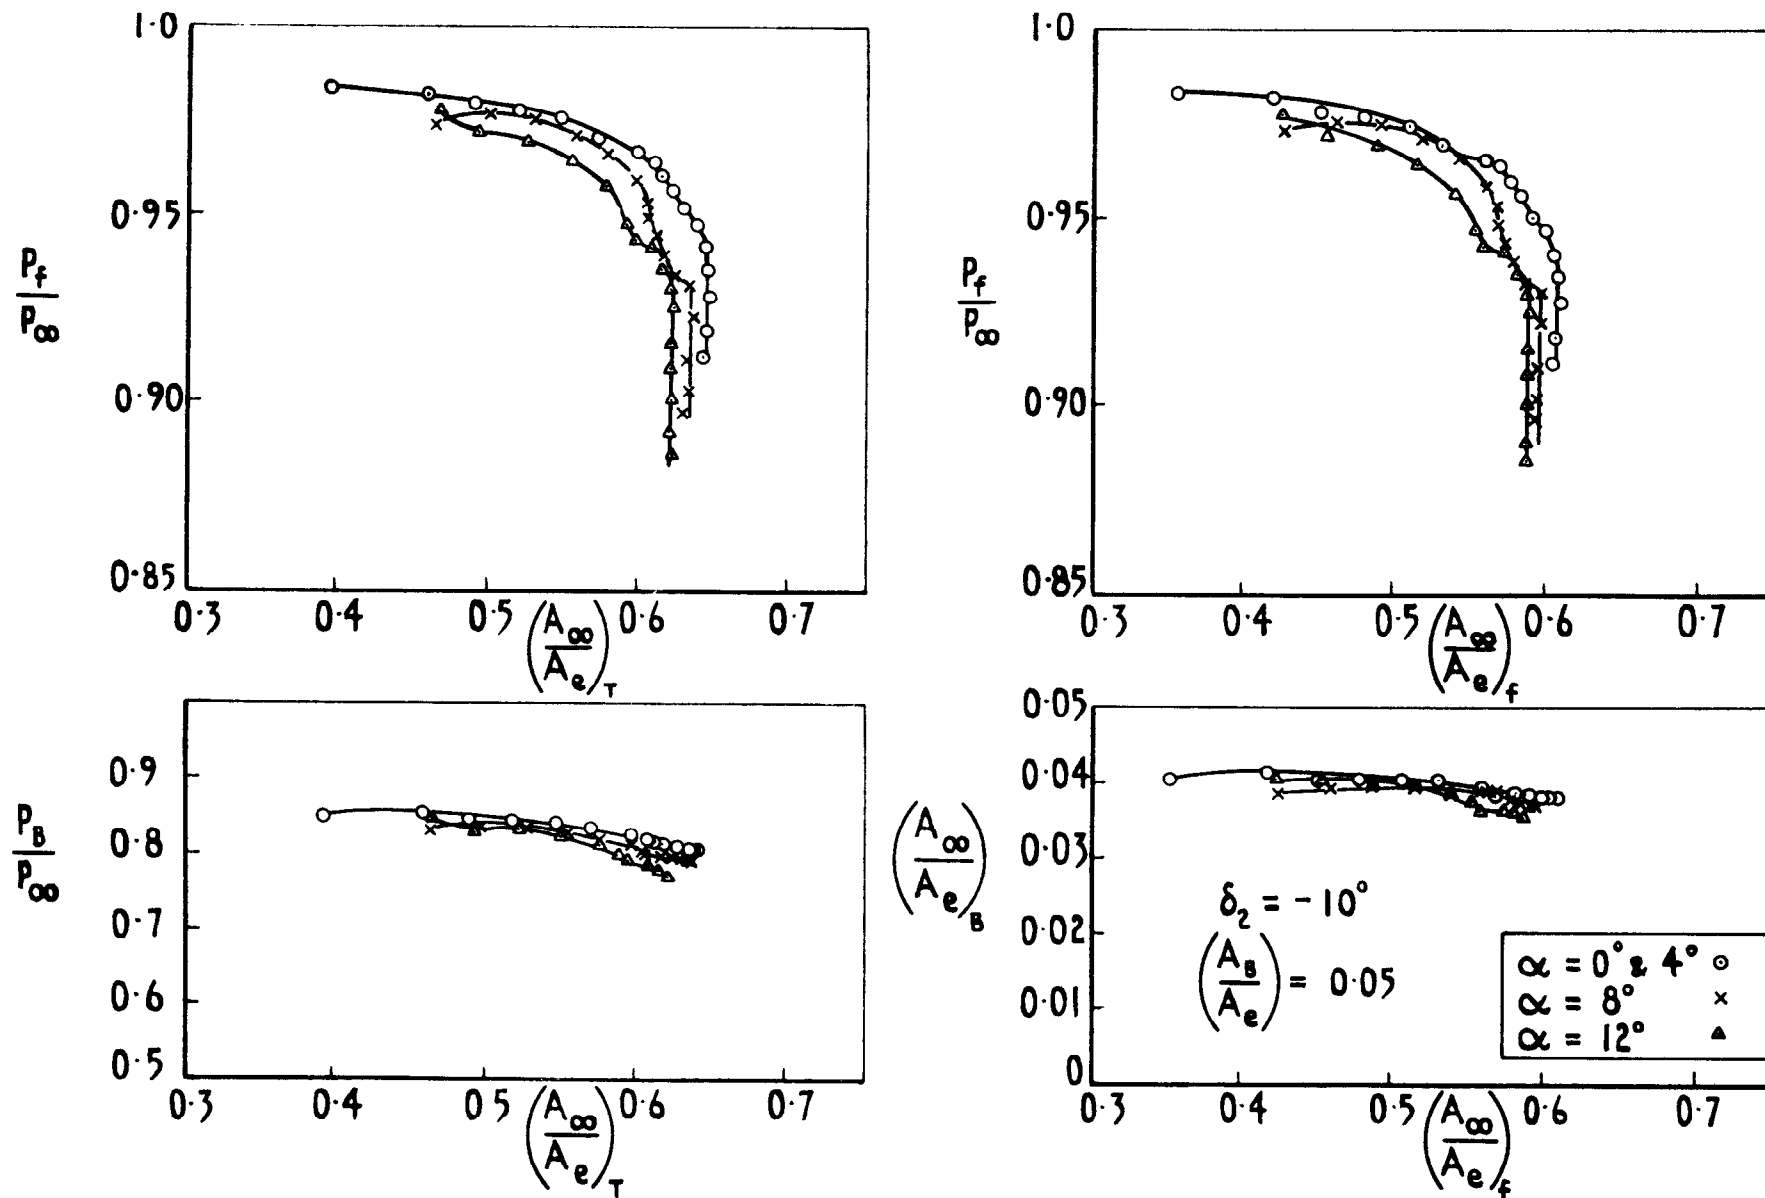 1·0
0·95
P_f / P_∞
0·90
0·85
0·3 0·4 0·5 0·6 0·7
(A_∞ / A_e)_T
1·0
0·95
P_f / P_∞
0·90
0·85
0·3 0·4 0·5 0·6 0·7
(A_∞ / A_e)_f
0·9
0·8
P_B / P_∞
0·7
0·6
0·5
0·3 0·4 0·5 0·6 0·7
(A_∞ / A_e)_T
0·05
0·04
(A_∞ / A_e)_B
0·03
0·02
0·01
0
δ_2 = -10°
(A_B / A_e) = 0·05
α = 0° & 4° ⊙
α = 8° ×
α = 12° △
0·3 0·4 0·5 0·6 0·7
(A_∞ / A_e)_f